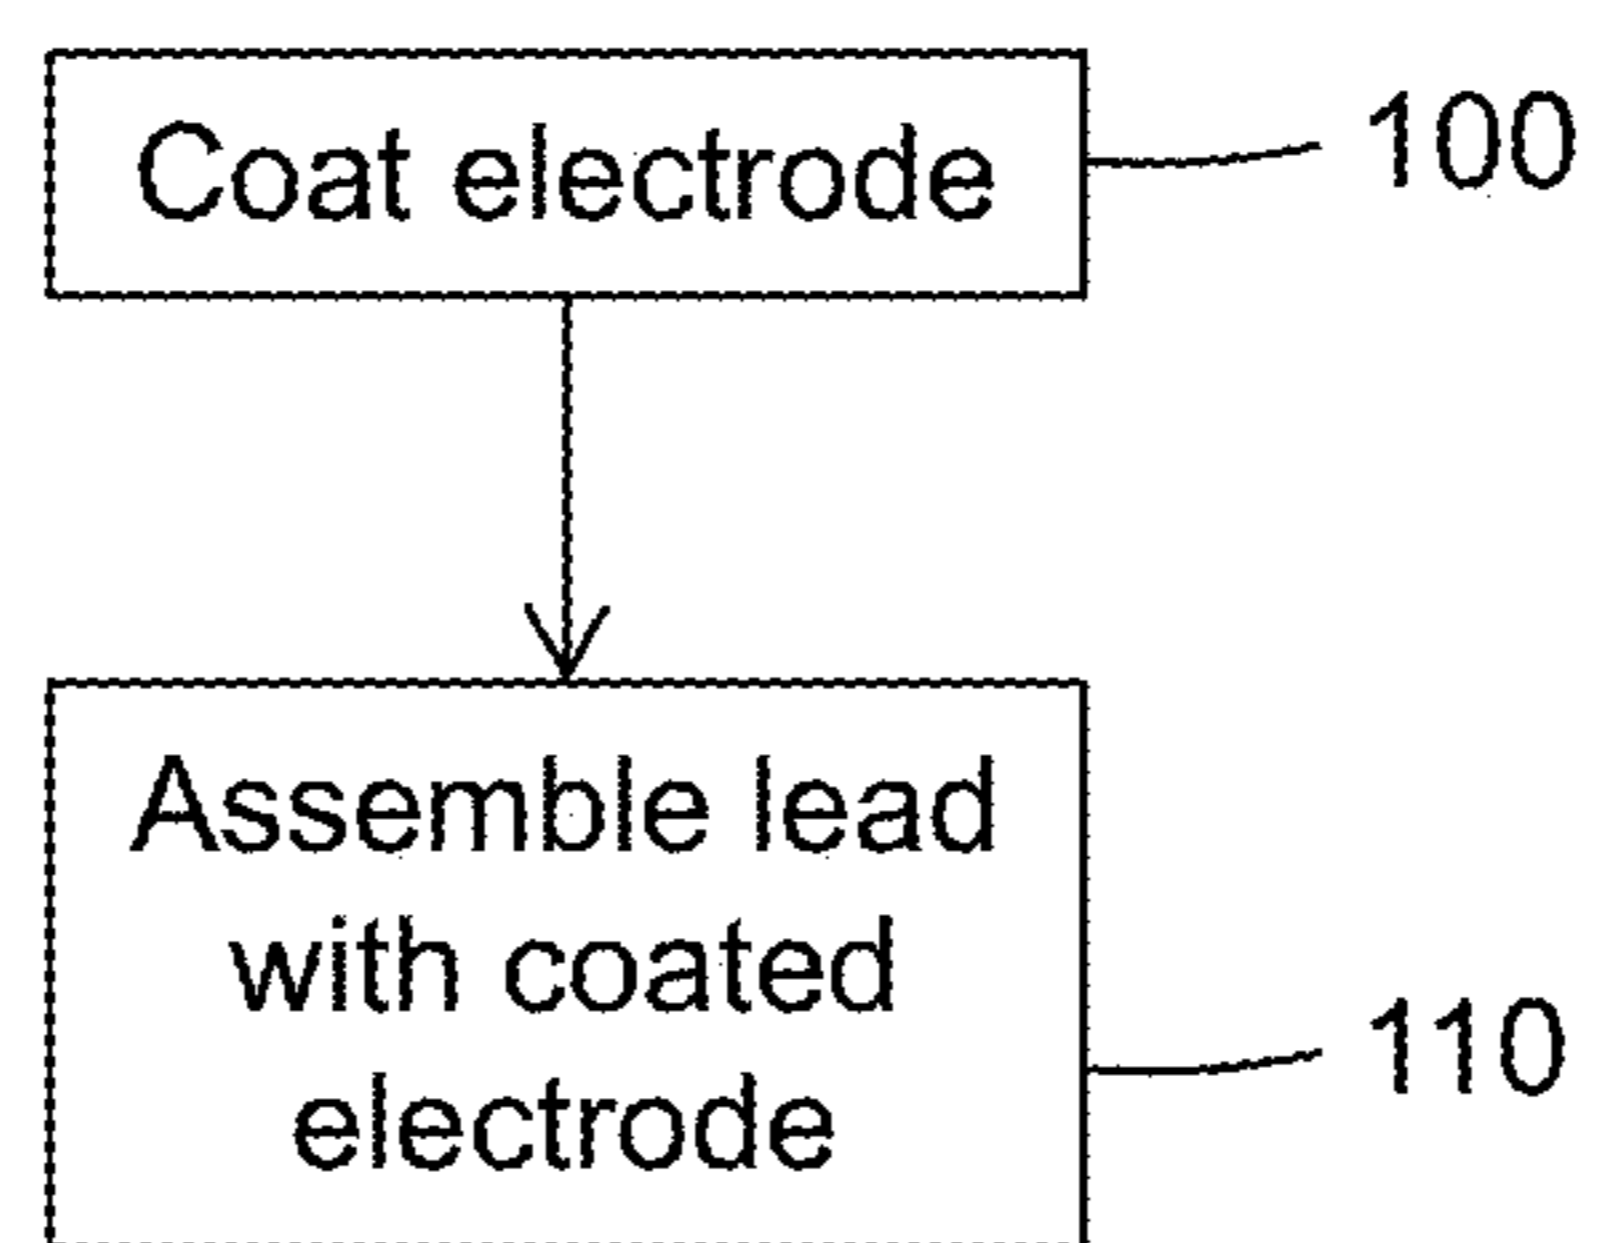 Coat electrode
100
Assemble lead
with coated
electrode
110